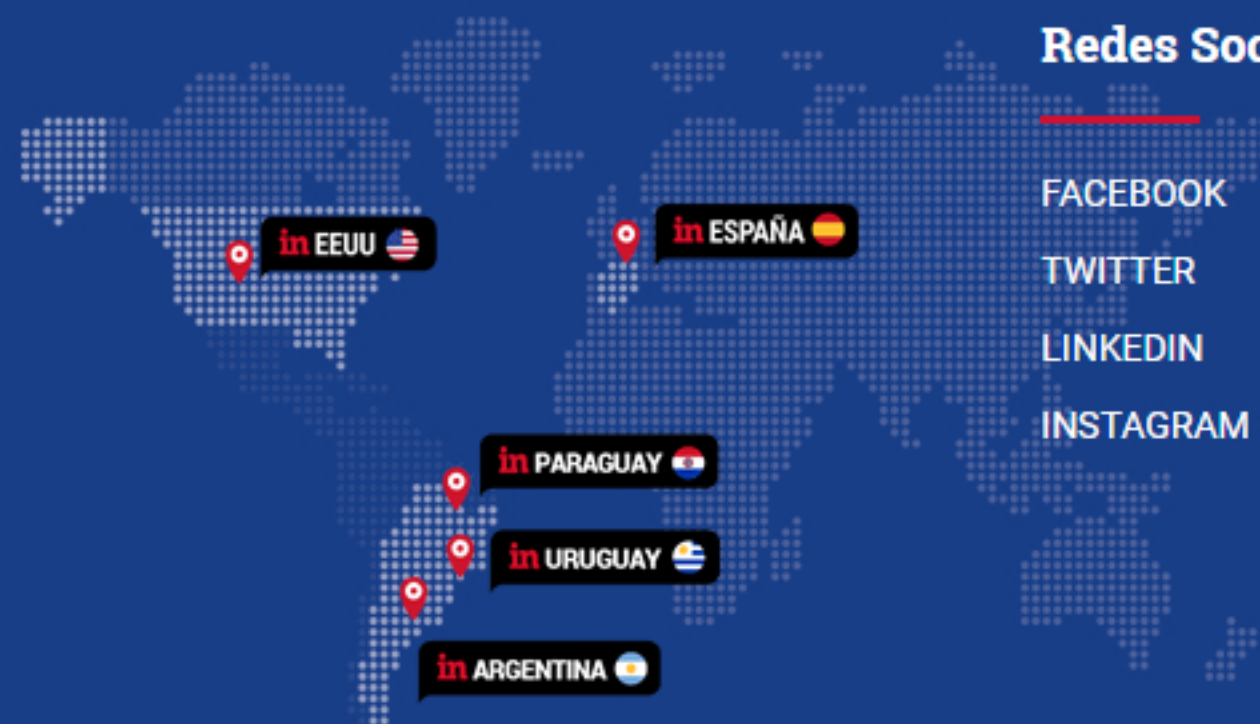 Redes Soc
FACEBOOK
TWITTER
LINKEDIN
INSTAGRAM
in EEUU
in ESPAÑA
in PARAGUAY
in URUGUAY
in ARGENTINA